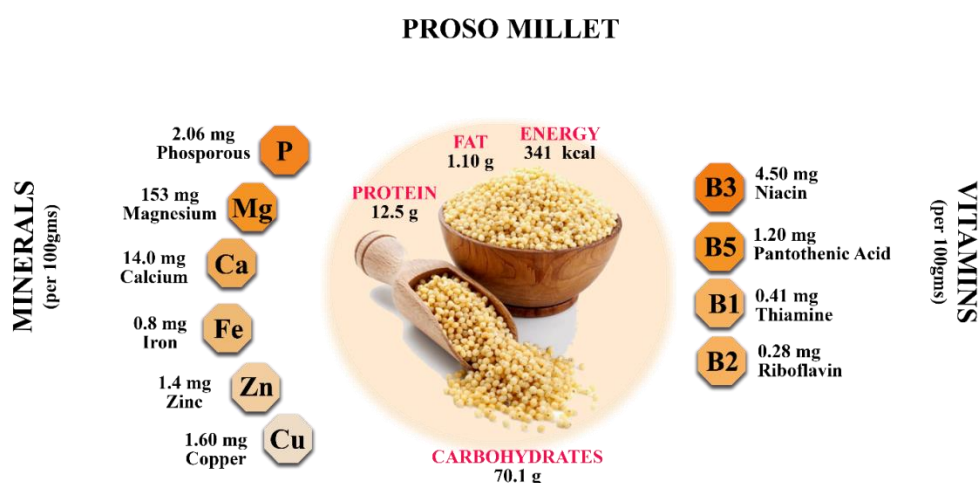 PROSO MILLET
MINERALS
(per 100gms)
2.06 mg
Phosporous
P
153 mg
Magnesium
Mg
14.0 mg
Calcium
Ca
0.8 mg
Iron
Fe
1.4 mg
Zinc
Zn
1.60 mg
Copper
Cu
PROTEIN
12.5 g
FAT
1.10 g
ENERGY
341 kcal
CARBOHYDRATES
70.1 g
B3
4.50 mg
Niacin
B5
1.20 mg
Pantothenic Acid
B1
0.41 mg
Thiamine
B2
0.28 mg
Riboflavin
VITAMINS
(per 100gms)